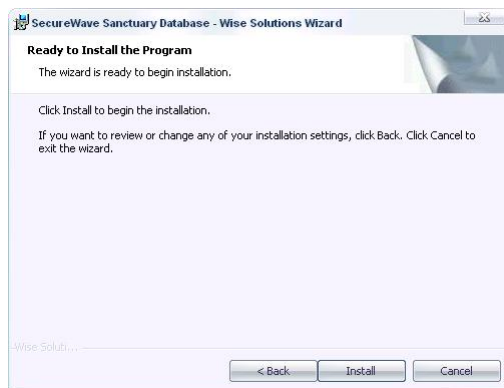 SecureWave Sanctuary Database - Wise Solutions Wizard
Ready to Install the Program
The wizard is ready to begin installation.
Click Install to begin the installation.
If you want to review or change any of your installation settings, click Back. Click Cancel to
exit the wizard.
Wise Soluti...
< Back
Install
Cancel